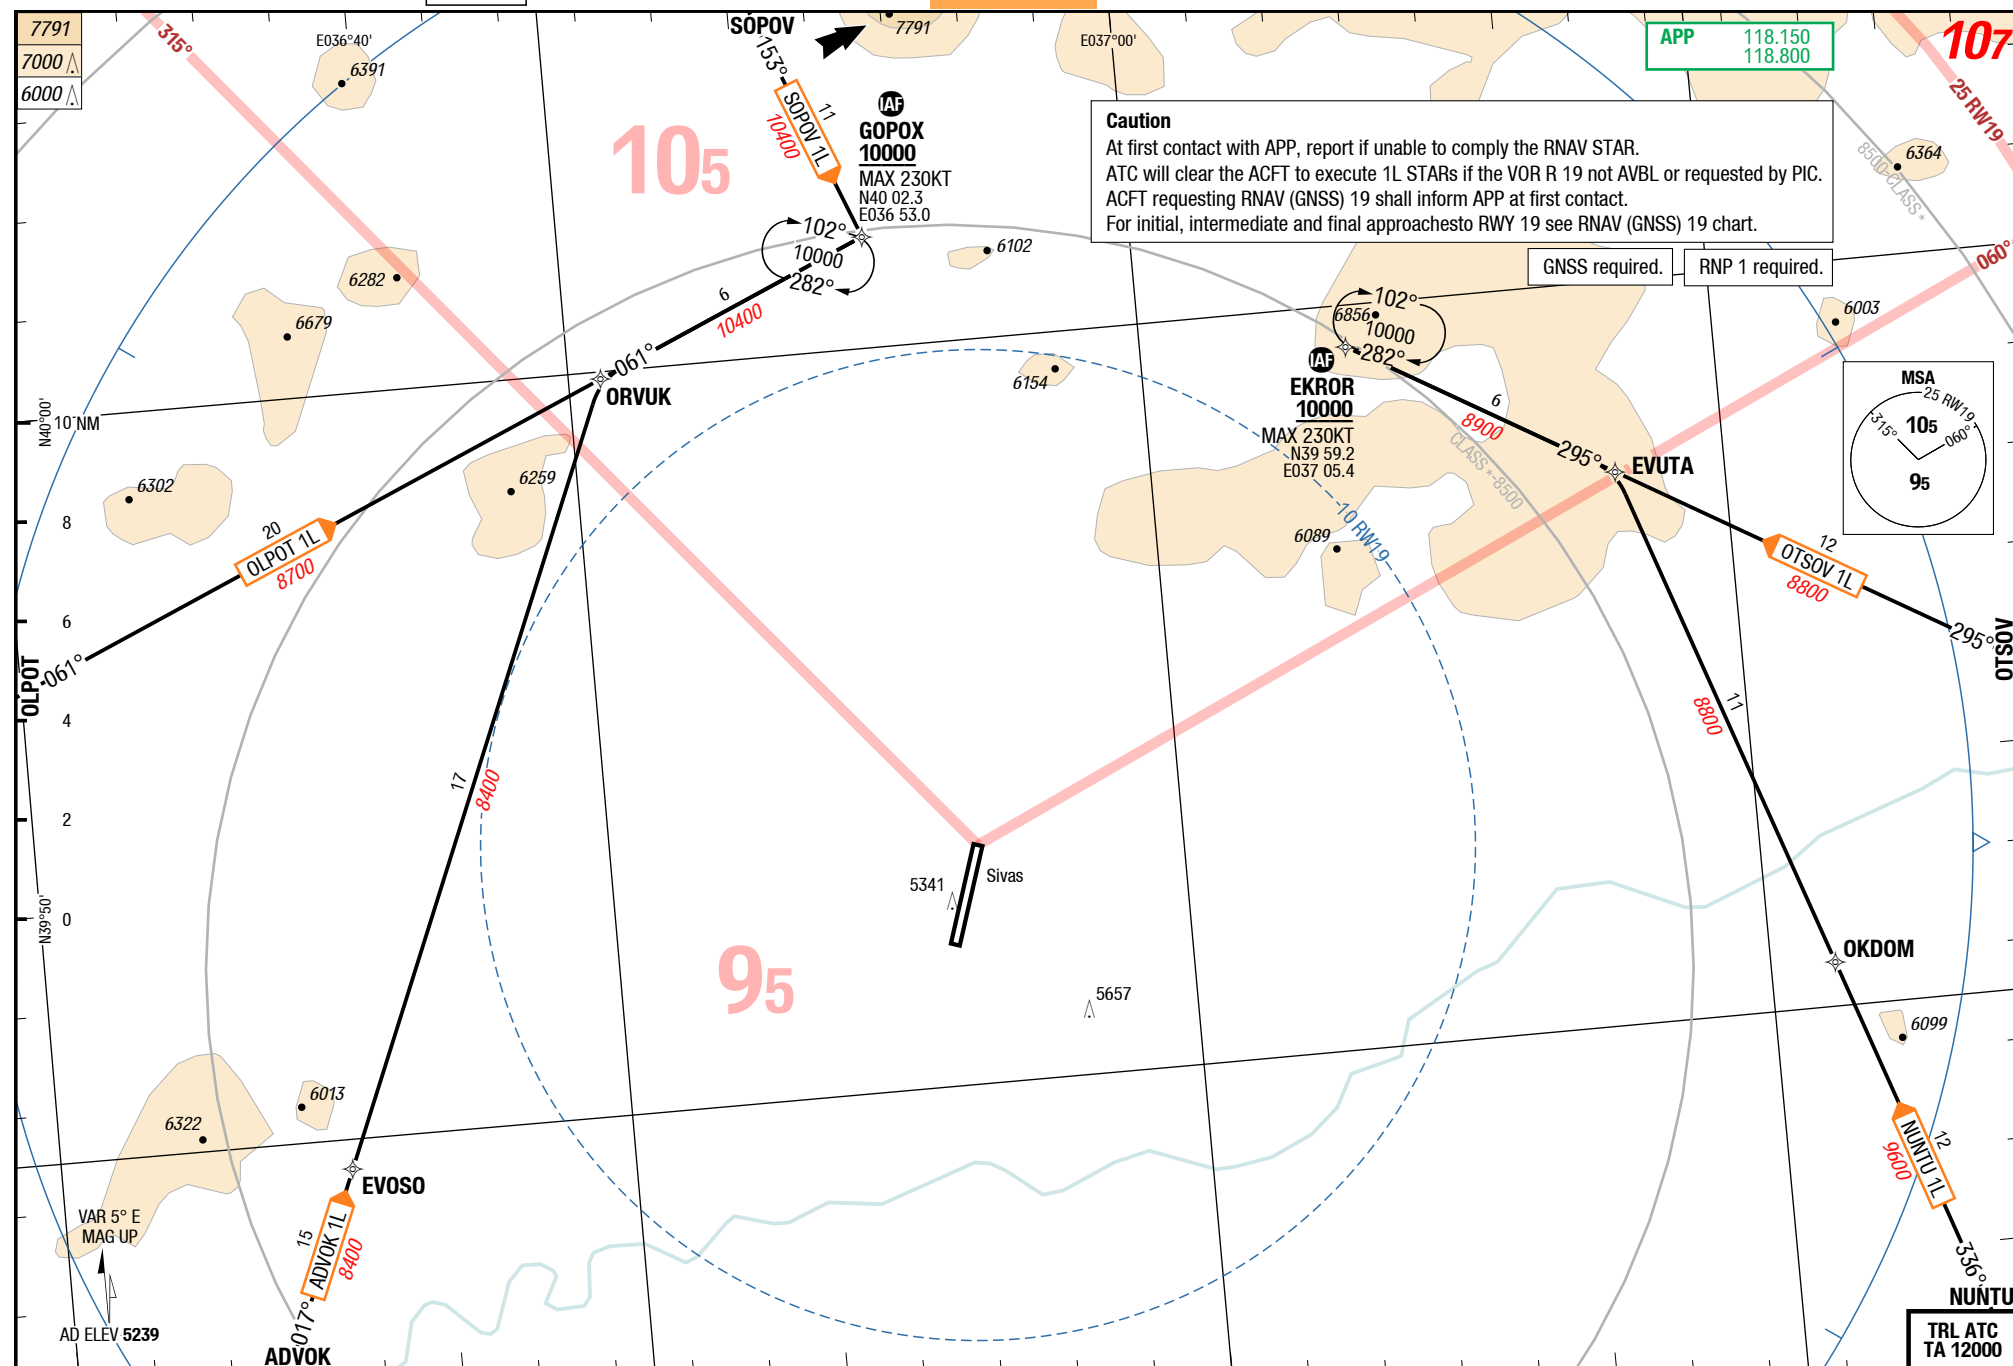 7791
7000
6000
315°
E036°40'
6391
SOPOV
7791
E037°00'
APP 118.150
118.800
107
25 RW19
153°
11
SOPOV 1L
10400
IAF
GOPOX
10000
MAX 230KT
N40 02.3
E036 53.0
105
Caution
At first contact with APP, report if unable to comply the RNAV STAR.
ATC will clear the ACFT to execute 1L STARs if the VOR R 19 not AVBL or requested by PIC.
ACFT requesting RNAV (GNSS) 19 shall inform APP at first contact.
For initial, intermediate and final approachesto RWY 19 see RNAV (GNSS) 19 chart.
8500-CLASS *
6364
GNSS required.
RNP 1 required.
060°
102°
10000
282°
6102
6282
6679
6
10400
061°
ORVUK
6154
102°
6856
10000
282°
IAF
EKROR
10000
MAX 230KT
N39 59.2
E037 05.4
6003
MSA
25 RW19
315°
105
060°
95
N40°00'
10 NM
6
8900
CLASS *-8500
295°
EVUTA
6302
6259
8
20
OLPOT 1L
8700
10 RW19
6089
12
OTSOV 1L
8800
6
295°
OTSOV
061°
OLPOT
4
11
8800
17
8400
2
5341
Sivas
N39°50'
0
95
5657
OKDOM
6099
6013
6322
EVOSO
12
NUNTU 1L
9600
VAR 5° E
MAG UP
15
ADVOK 1L
8400
336°
NUNTU
017°
AD ELEV 5239
ADVOK
TRL ATC
TA 12000